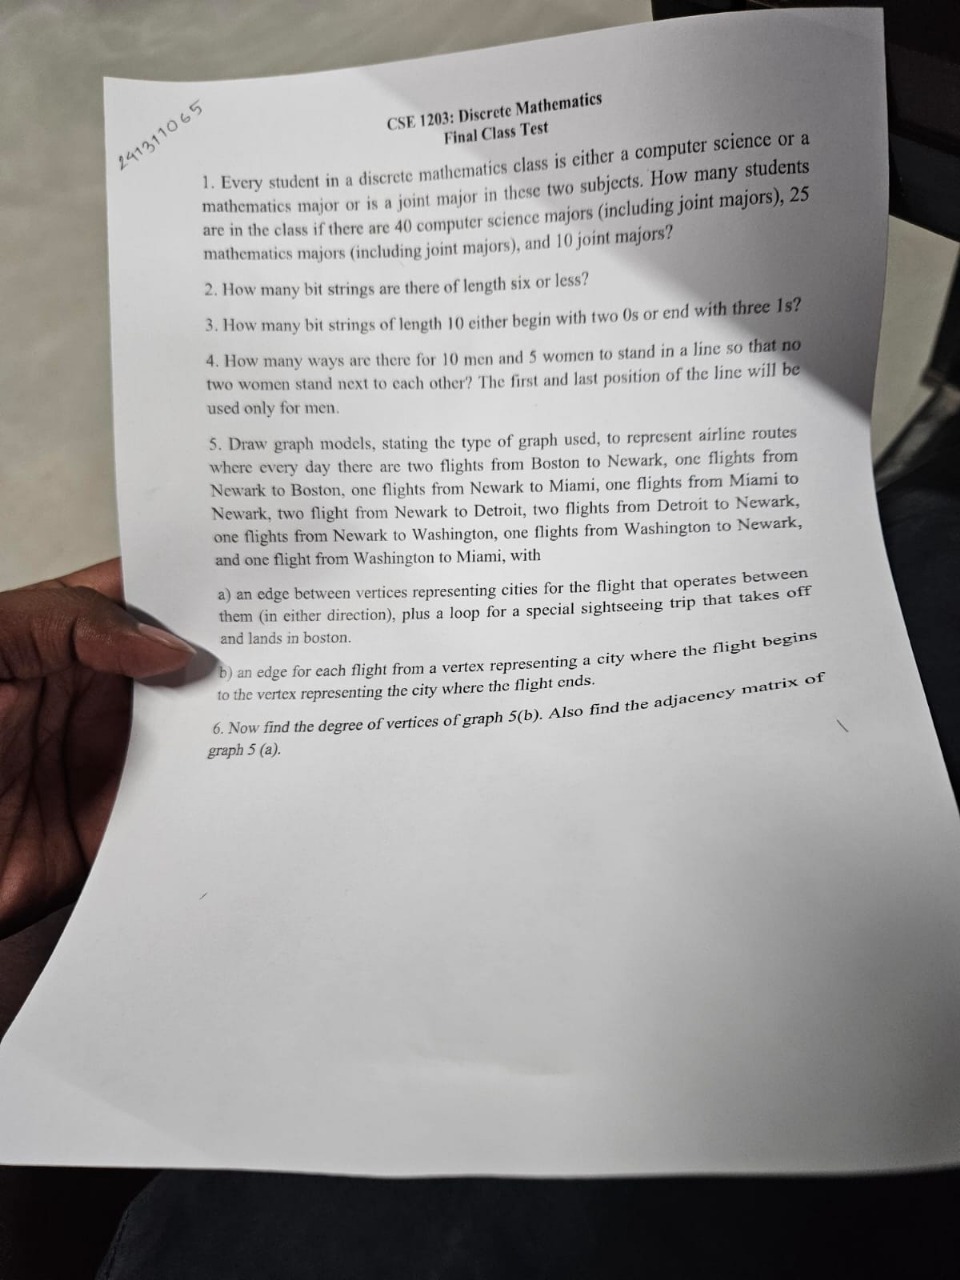 241311065
CSE 1203: Discrete Mathematics
Final Class Test
1. Every student in a discrete mathematics class is either a computer science or a
mathematics major or is a joint major in these two subjects. How many students
are in the class if there are 40 computer science majors (including joint majors), 25
mathematics majors (including joint majors), and 10 joint majors?
2. How many bit strings are there of length six or less?
3. How many bit strings of length 10 either begin with two 0s or end with three 1s?
4. How many ways are there for 10 men and 5 women to stand in a line so that no
two women stand next to each other? The first and last position of the line will be
used only for men.
5. Draw graph models, stating the type of graph used, to represent airline routes
where every day there are two flights from Boston to Newark, one flights from
Newark to Boston, one flights from Newark to Miami, one flights from Miami to
Newark, two flight from Newark to Detroit, two flights from Detroit to Newark,
one flights from Newark to Washington, one flights from Washington to Newark,
and one flight from Washington to Miami, with
a) an edge between vertices representing cities for the flight that operates between
them (in either direction), plus a loop for a special sightseeing trip that takes off
and lands in boston.
b) an edge for each flight from a vertex representing a city where the flight begins
to the vertex representing the city where the flight ends.
6. Now find the degree of vertices of graph 5(b). Also find the adjacency matrix of
graph 5 (a).